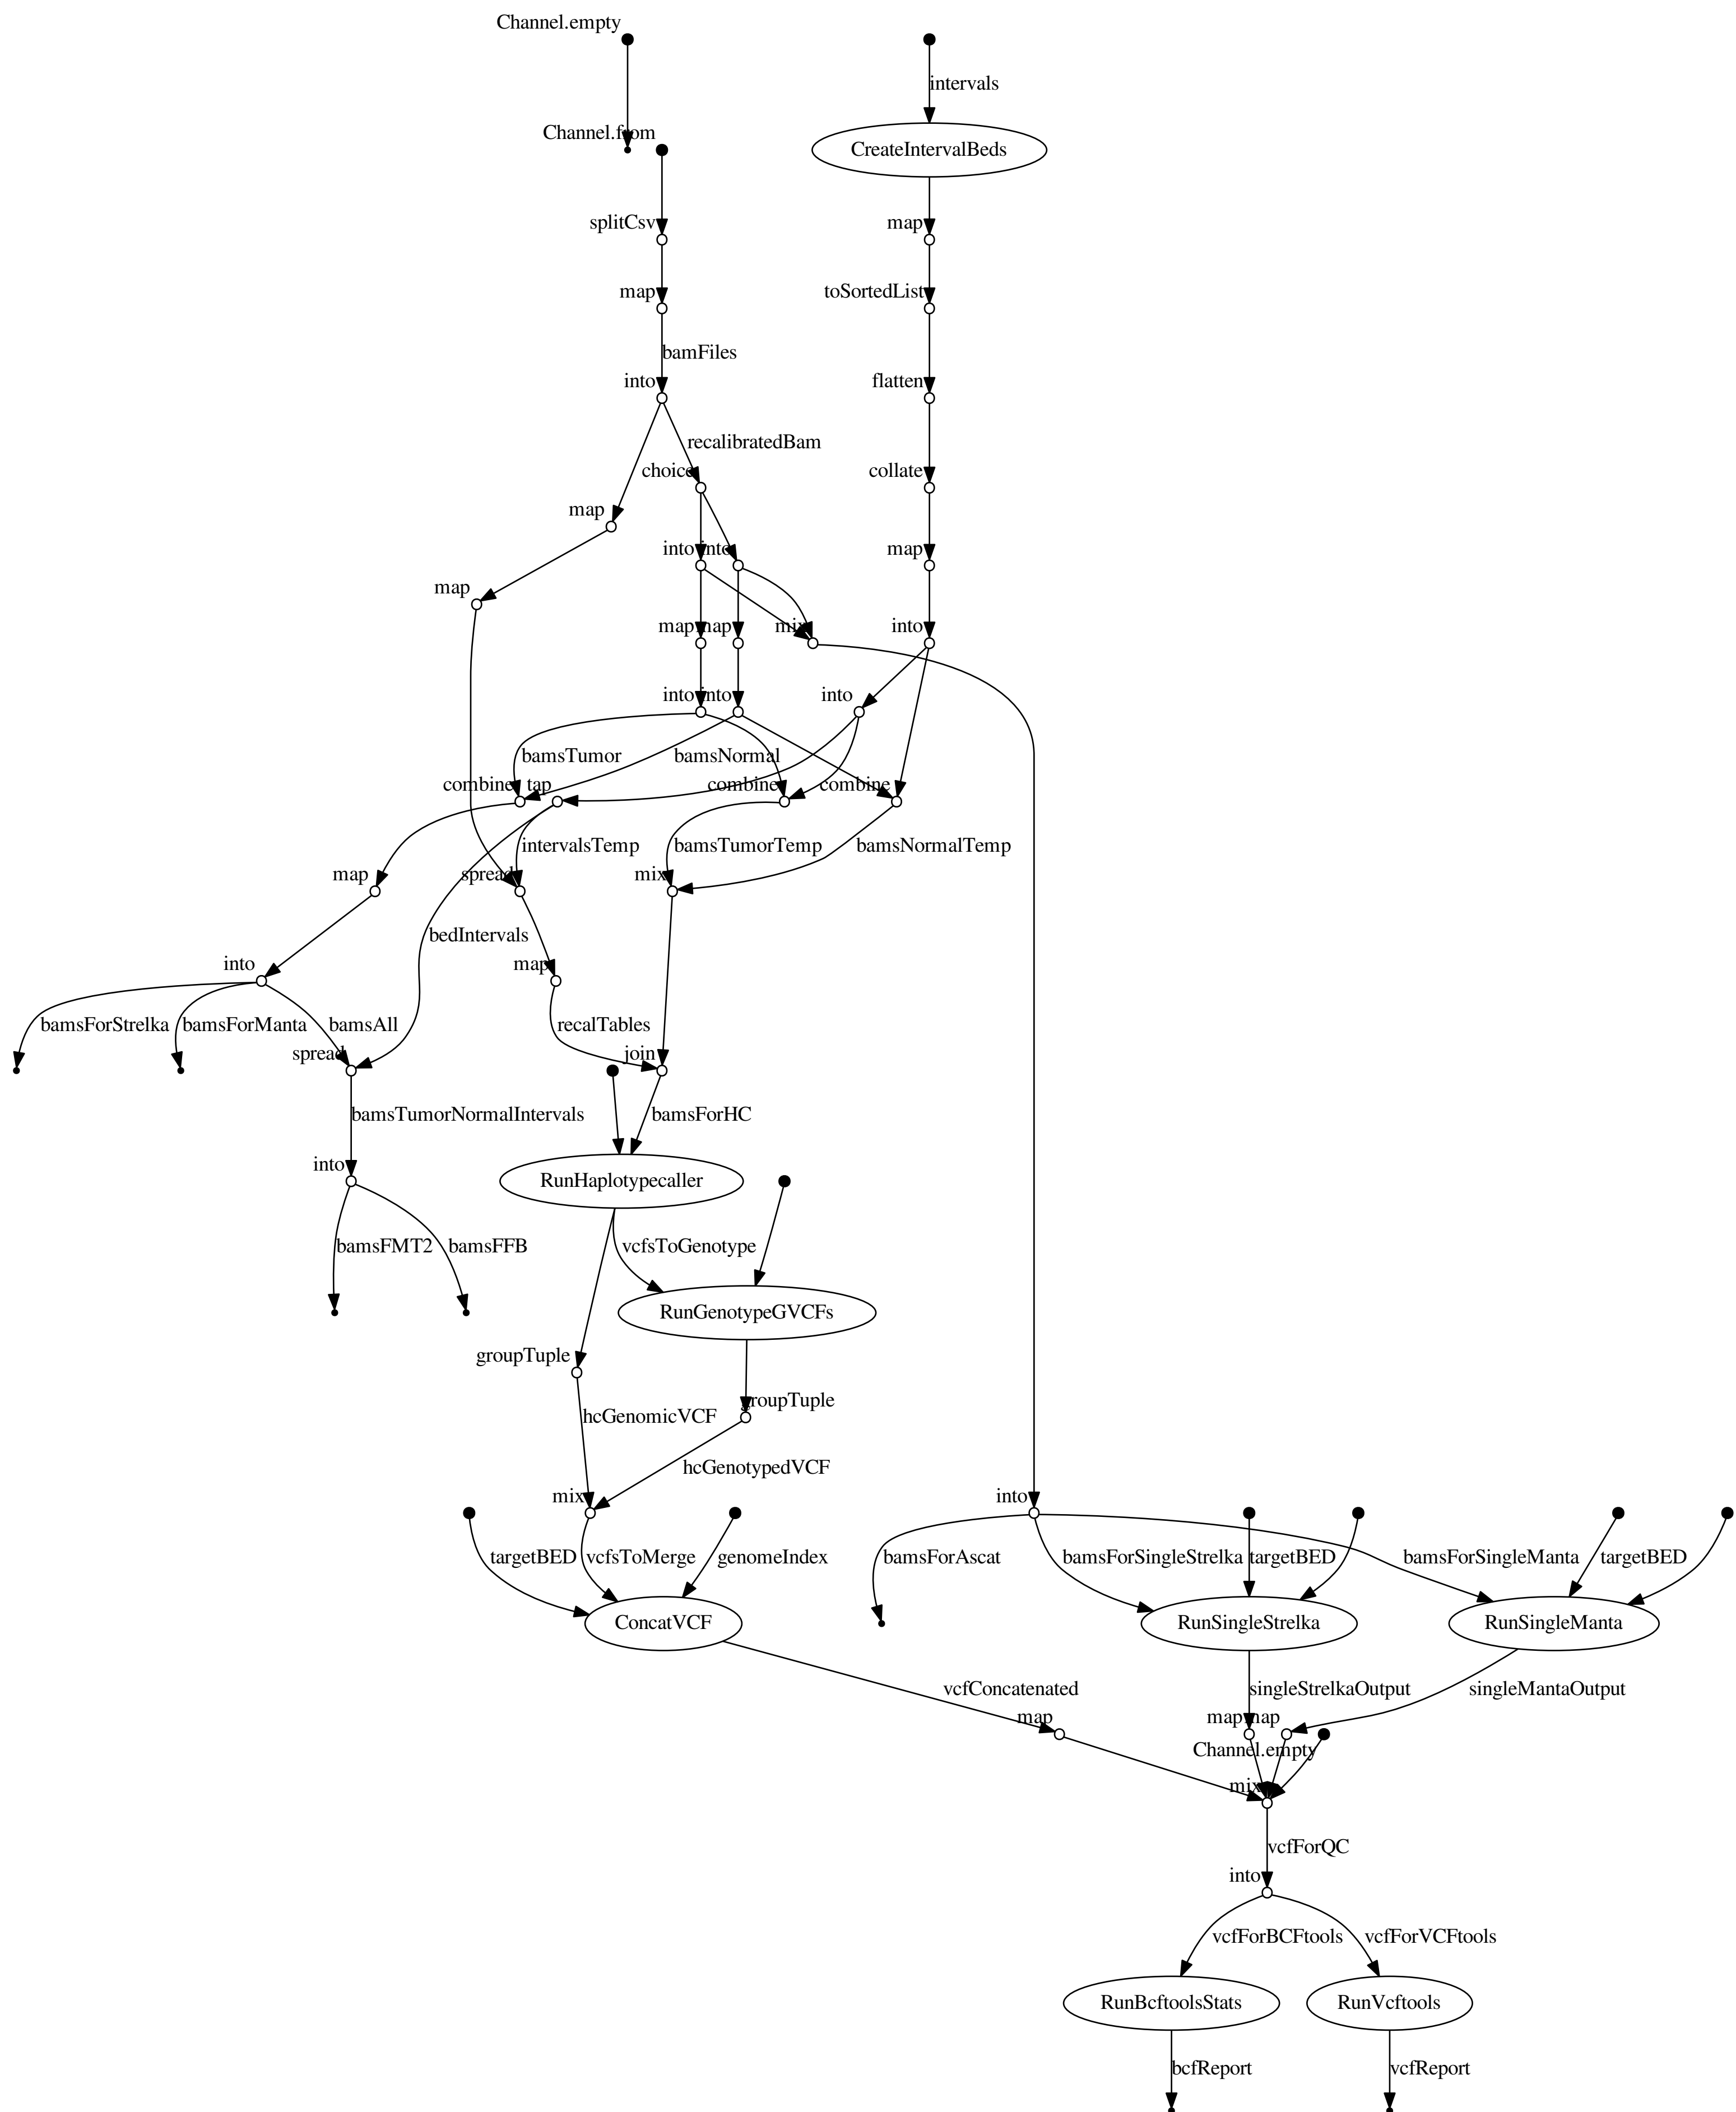 Channel.empty
intervals
Channel.from
CreateIntervalBeds
splitCsv
map
map
toSortedList
bamFiles
into
flatten
recalibratedBam
choice
collate
map
into
into
map
map
map
map
mix
into
into
into
into
bamsTumor
bamsNormal
combine
tap
combine
combine
intervalsTemp
bamsTumorTemp
bamsNormalTemp
map
spread
mix
bedIntervals
into
map
bamsForStrelka
bamsForManta
bamsAll
recalTables
spread
join
bamsTumorNormalIntervals
bamsForHC
into
RunHaplotypecaller
bamsFMT2
bamsFFB
vcfsToGenotype
RunGenotypeGVCFs
groupTuple
groupTuple
hcGenomicVCF
hcGenotypedVCF
mix
into
targetBED
vcfsToMerge
genomeIndex
bamsForAscat
bamsForSingleStrelka
targetBED
bamsForSingleManta
targetBED
ConcatVCF
RunSingleStrelka
RunSingleManta
vcfConcatenated
singleStrelkaOutput
singleMantaOutput
map
map
map
Channel.empty
mix
vcfForQC
into
vcfForBCFtools
vcfForVCFtools
RunBcftoolsStats
RunVcftools
bcfReport
vcfReport